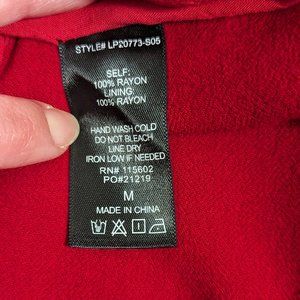 STYLE# LP20773-S05
SELF:
100% RAYON
LINING:
100% RAYON
HAND WASH COLD
DO NOT BLEACH
LINE DRY
IRON LOW IF NEEDED
RN# 115602
PO#21219
M
MADE IN CHINA